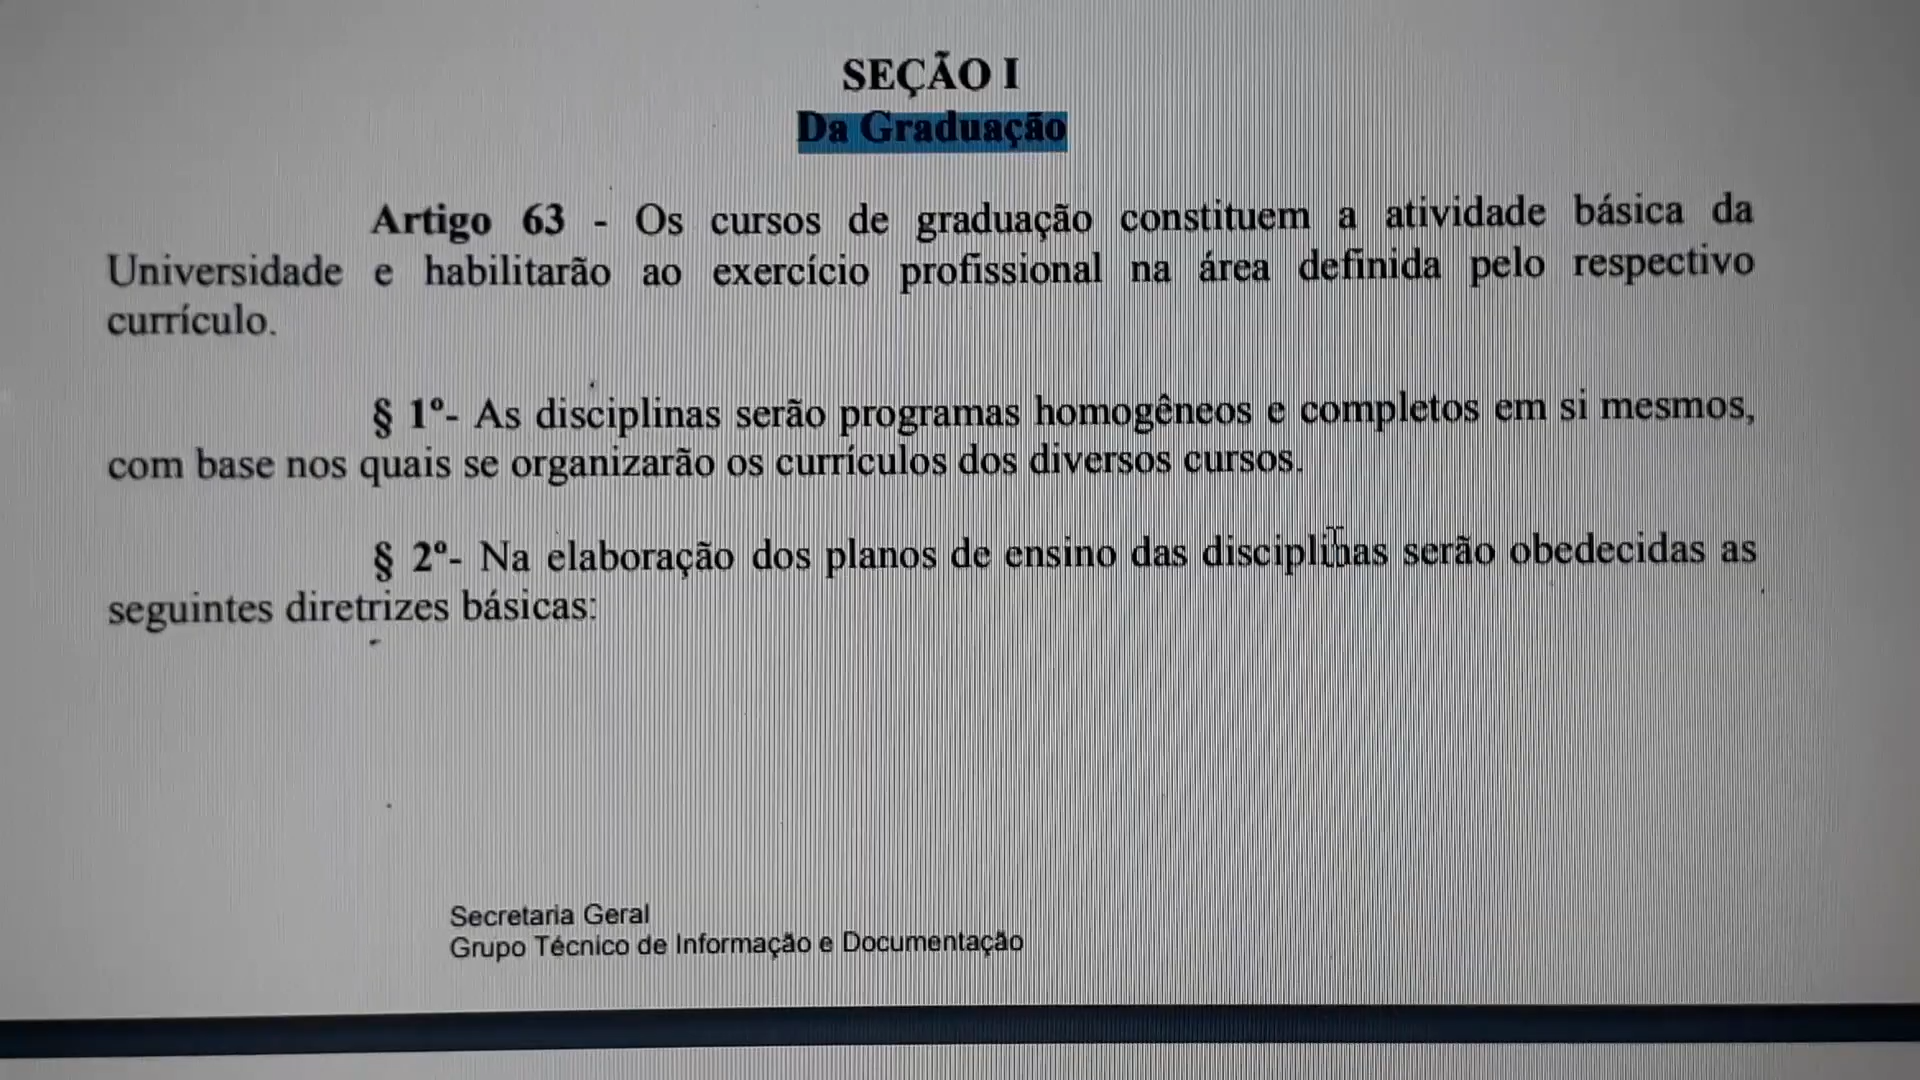 SEÇÃO I
Da Graduação
Artigo 63 - Os cursos de graduação constituem a atividade básica da
Universidade e habilitarão ao exercício profissional na área definida pelo respectivo
currículo.
§ 1º- As disciplinas serão programas homogêneos e completos em si mesmos,
com base nos quais se organizarão os currículos dos diversos cursos.
§ 2º- Na elaboração dos planos de ensino das disciplinas serão obedecidas as
seguintes diretrizes básicas:
Secretaria Geral
Grupo Técnico de Informação e Documentação